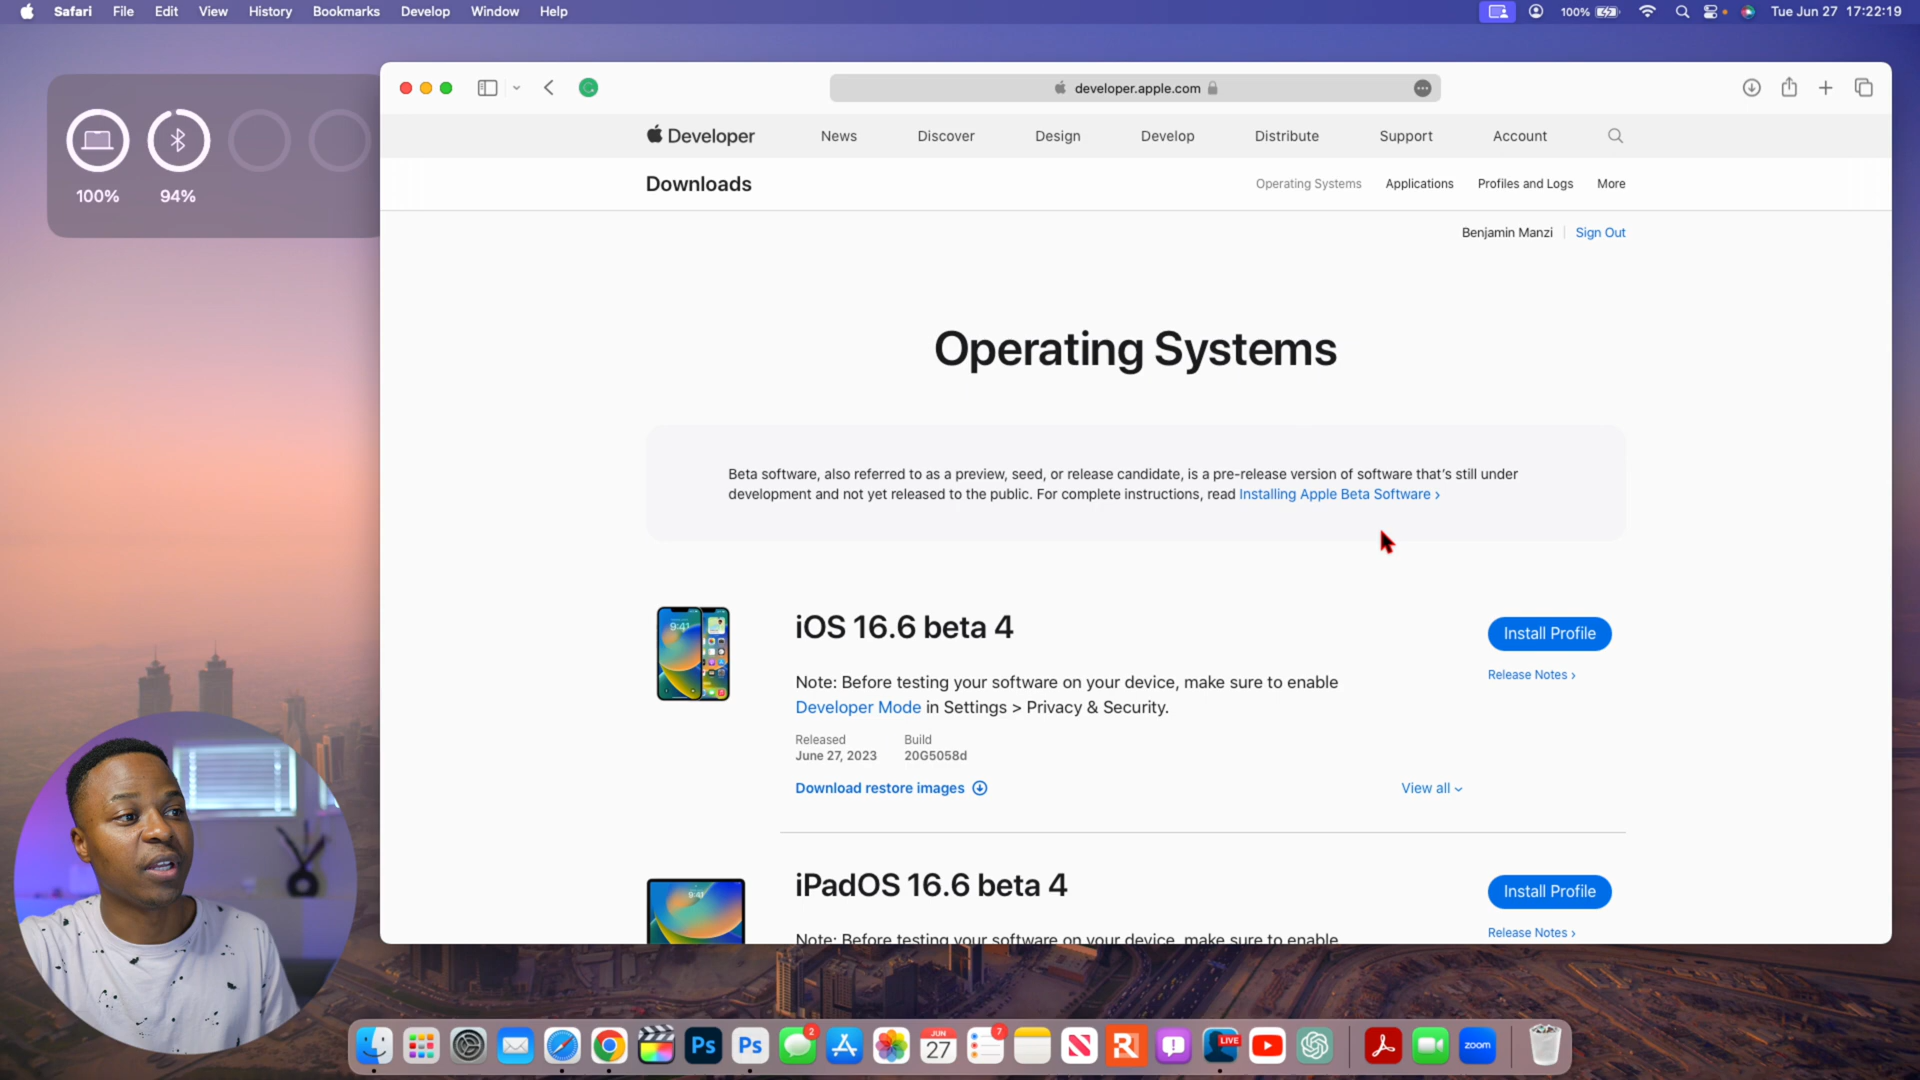 Safari File Edit View History Bookmarks Develop Window Help 100% Tue Jun 27 17:22:19
developer.apple.com
Developer News Discover Design Develop Distribute Support Account
Downloads Operating Systems Applications Profiles and Logs More
100% 94%
Benjamin Manzi Sign Out
Operating Systems
Beta software, also referred to as a preview, seed, or release candidate, is a pre-release version of software that's still under
development and not yet released to the public. For complete instructions, read Installing Apple Beta Software ›
9:41
iOS 16.6 beta 4
Install Profile
Release Notes ›
Note: Before testing your software on your device, make sure to enable
Developer Mode in Settings > Privacy & Security.
Released Build
June 27, 2023 20G5058d
Download restore images View all
9:41
iPadOS 16.6 beta 4
Install Profile
Release Notes ›
Note: Before testing your software on your device, make sure to enable
Ps Ps 2 JUN 27 7 LIVE zoom